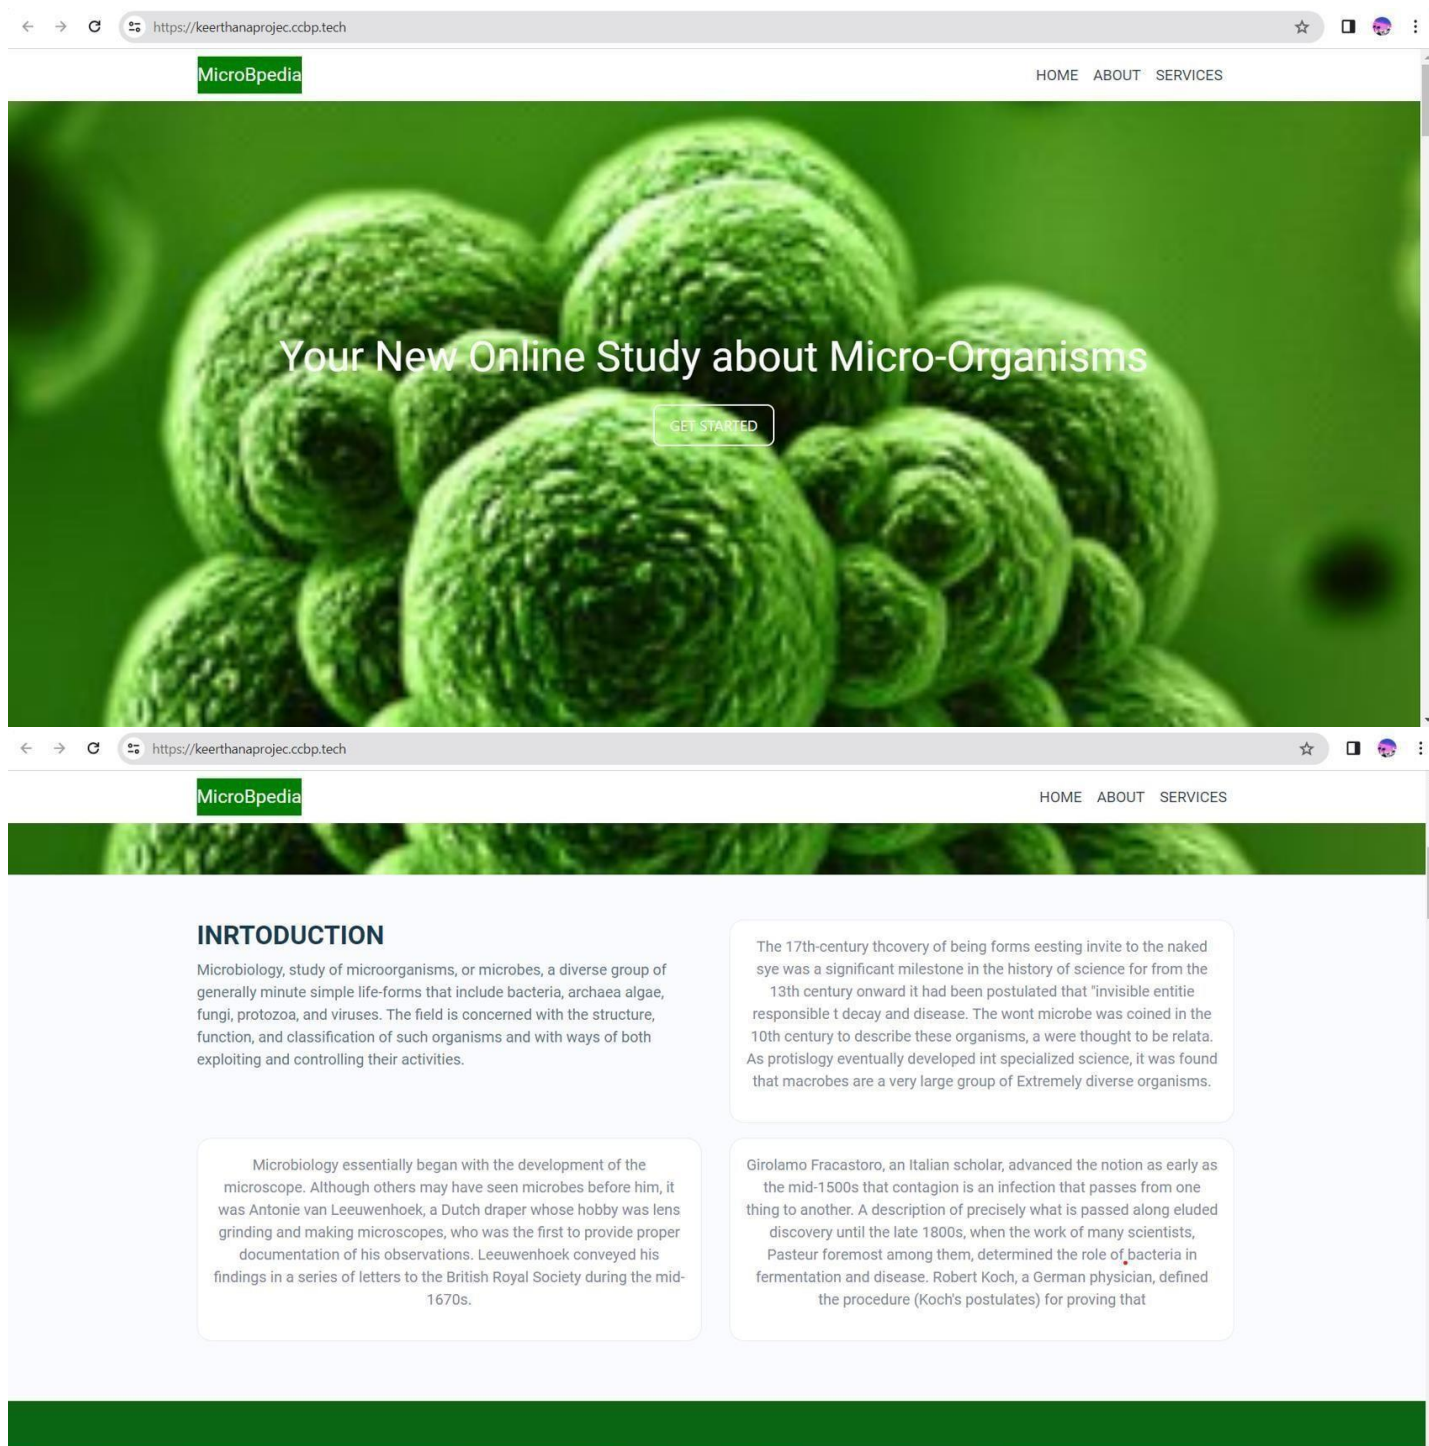 https://keerthanaprojec.ccbp.tech
MicroBpedia
HOME ABOUT SERVICES
Your New Online Study about Micro-Organisms
GET STARTED
https://keerthanaprojec.ccbp.tech
MicroBpedia
HOME ABOUT SERVICES
INRTODUCTION
Microbiology, study of microorganisms, or microbes, a diverse group of
generally minute simple life-forms that include bacteria, archaea algae,
fungi, protozoa, and viruses. The field is concerned with the structure,
function, and classification of such organisms and with ways of both
exploiting and controlling their activities.
The 17th-century thcovery of being forms eesting invite to the naked
sye was a significant milestone in the history of science for from the
13th century onward it had been postulated that "invisible entitie
responsible t decay and disease. The wont microbe was coined in the
10th century to describe these organisms, a were thought to be relata.
As protislogy eventually developed int specialized science, it was found
that macrobes are a very large group of Extremely diverse organisms.
Microbiology essentially began with the development of the
microscope. Although others may have seen microbes before him, it
was Antonie van Leeuwenhoek, a Dutch draper whose hobby was lens
grinding and making microscopes, who was the first to provide proper
documentation of his observations. Leeuwenhoek conveyed his
findings in a series of letters to the British Royal Society during the mid-
1670s.
Girolamo Fracastoro, an Italian scholar, advanced the notion as early as
the mid-1500s that contagion is an infection that passes from one
thing to another. A description of precisely what is passed along eluded
discovery until the late 1800s, when the work of many scientists,
Pasteur foremost among them, determined the role of bacteria in
fermentation and disease. Robert Koch, a German physician, defined
the procedure (Koch's postulates) for proving that